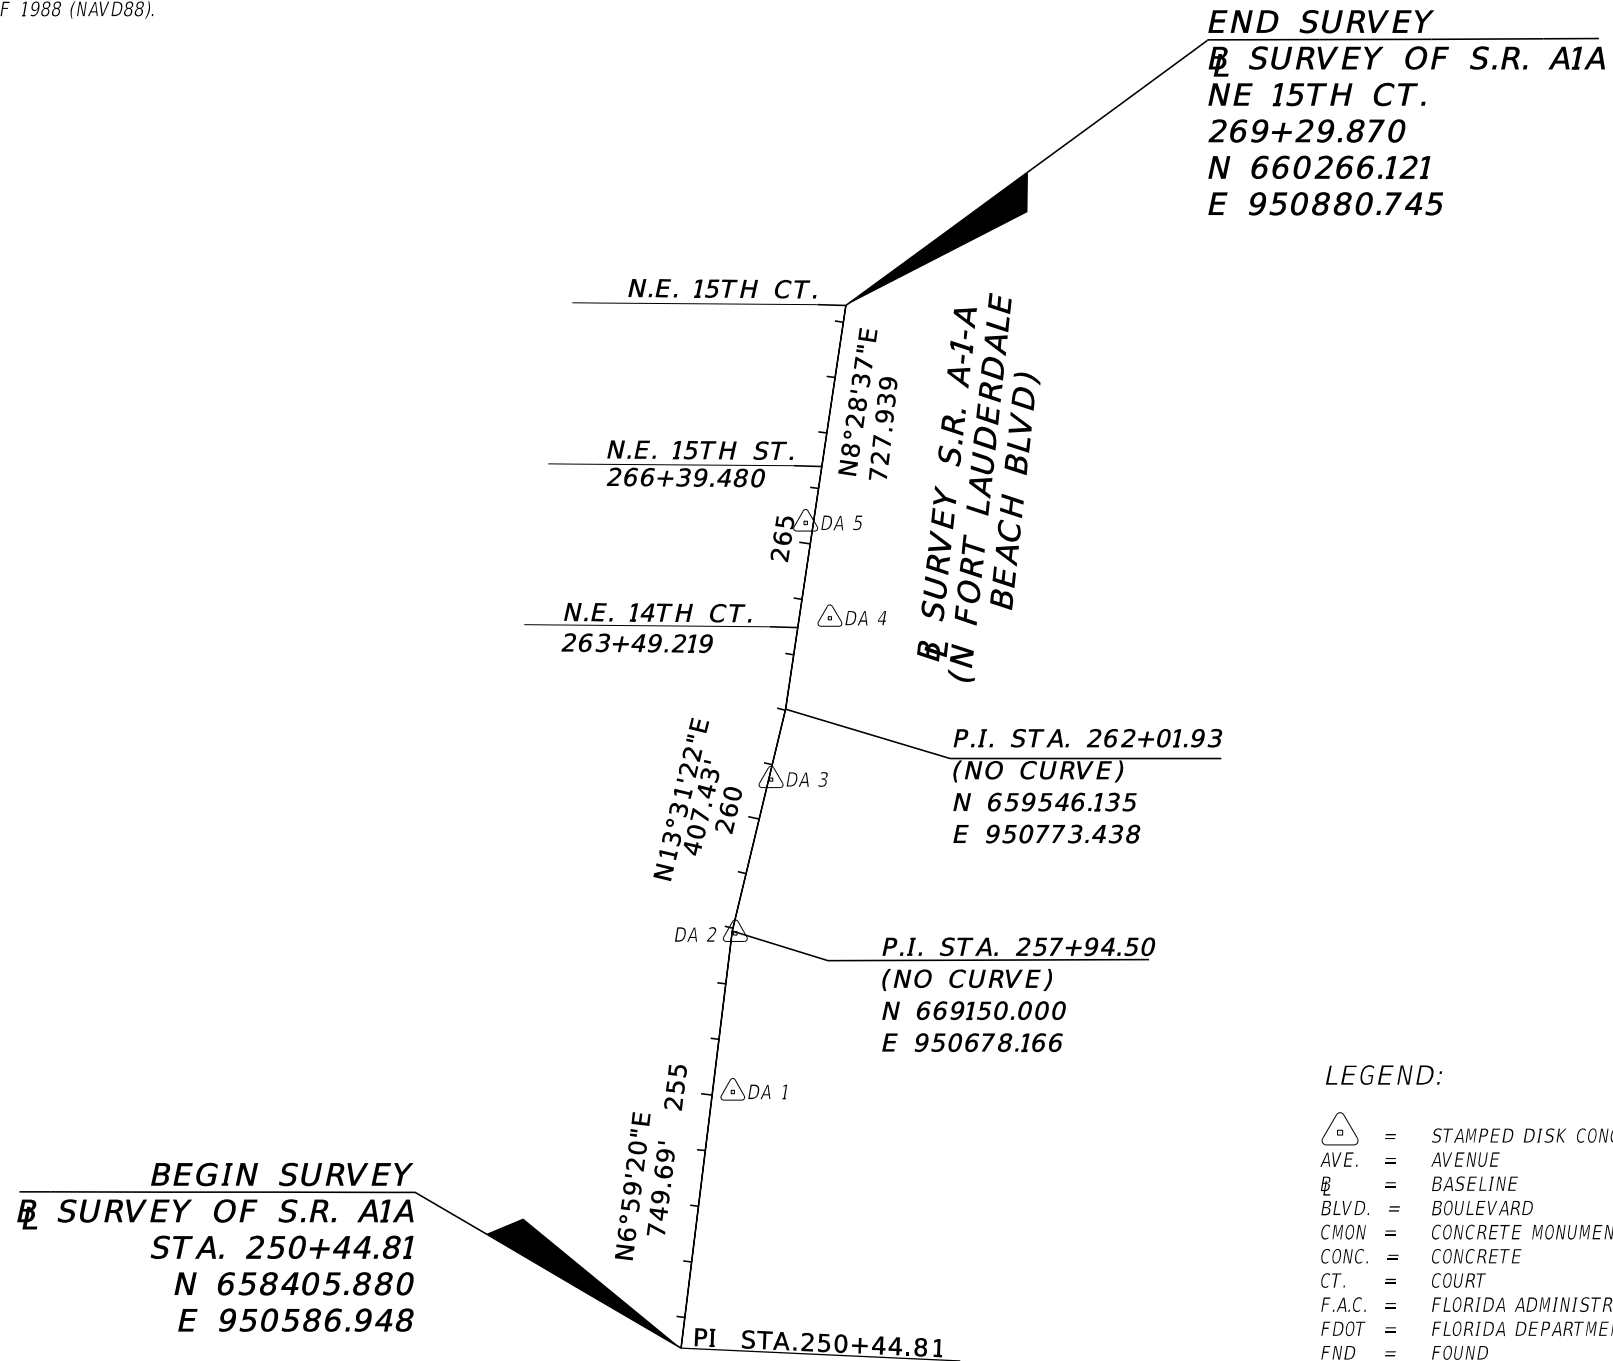 F 1988 (NAVD88).
END SURVEY
BL SURVEY OF S.R. A1A
NE 15TH CT.
269+29.870
N 660266.121
E 950880.745
N.E. 15TH CT.
N8°28'37"E
727.939
BL SURVEY S.R. A-1-A
(N FORT LAUDERDALE
BEACH BLVD)
N.E. 15TH ST.
266+39.480
265
DA 5
N.E. 14TH CT.
263+49.219
DA 4
P.I. STA. 262+01.93
(NO CURVE)
N 659546.135
E 950773.438
N13°31'22"E
407.43'
260
DA 3
DA 2
P.I. STA. 257+94.50
(NO CURVE)
N 669150.000
E 950678.166
255
DA 1
N6°59'20"E
749.69'
BEGIN SURVEY
BL SURVEY OF S.R. A1A
STA. 250+44.81
N 658405.880
E 950586.948
PI STA.250+44.81
LEGEND:
= STAMPED DISK CONC
AVE. = AVENUE
BL = BASELINE
BLVD. = BOULEVARD
CMON = CONCRETE MONUMEN
CONC. = CONCRETE
CT. = COURT
F.A.C. = FLORIDA ADMINISTR
FDOT = FLORIDA DEPARTME
FND = FOUND